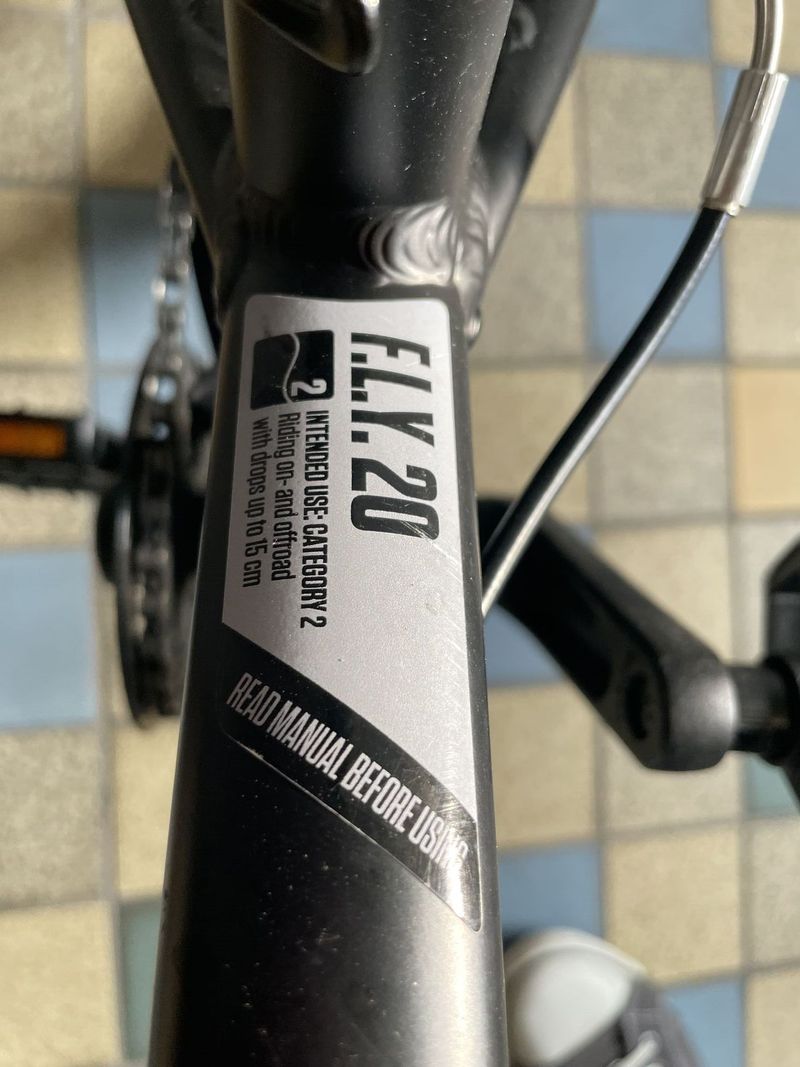 F.L.Y. 20
2
INTENDED USE: CATEGORY 2
Riding on- and offroad
with drops up to 15 cm
READ MANUAL BEFORE USING